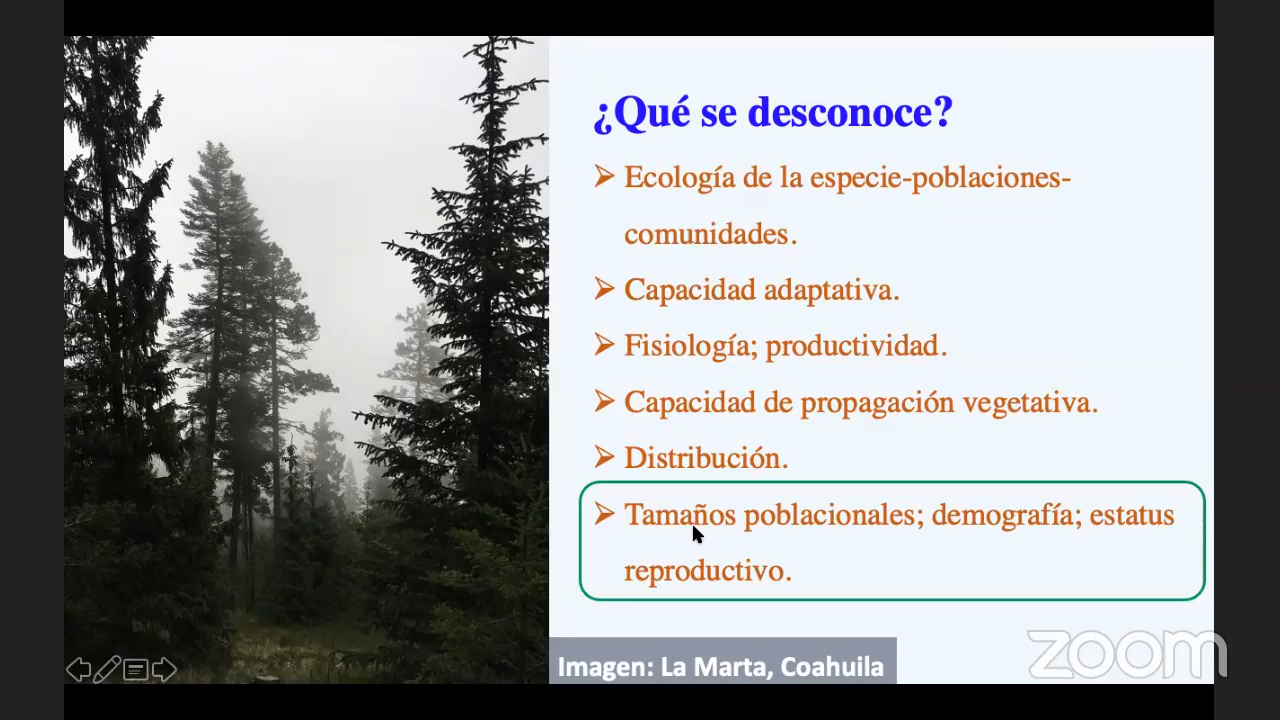 ¿Qué se desconoce?
➢ Ecología de la especie-poblaciones-
comunidades.
➢ Capacidad adaptativa.
➢ Fisiología; productividad.
➢ Capacidad de propagación vegetativa.
➢ Distribución.
➢ Tamaños poblacionales; demografía; estatus
reproductivo.
Imagen: La Marta, Coahuila
zoom